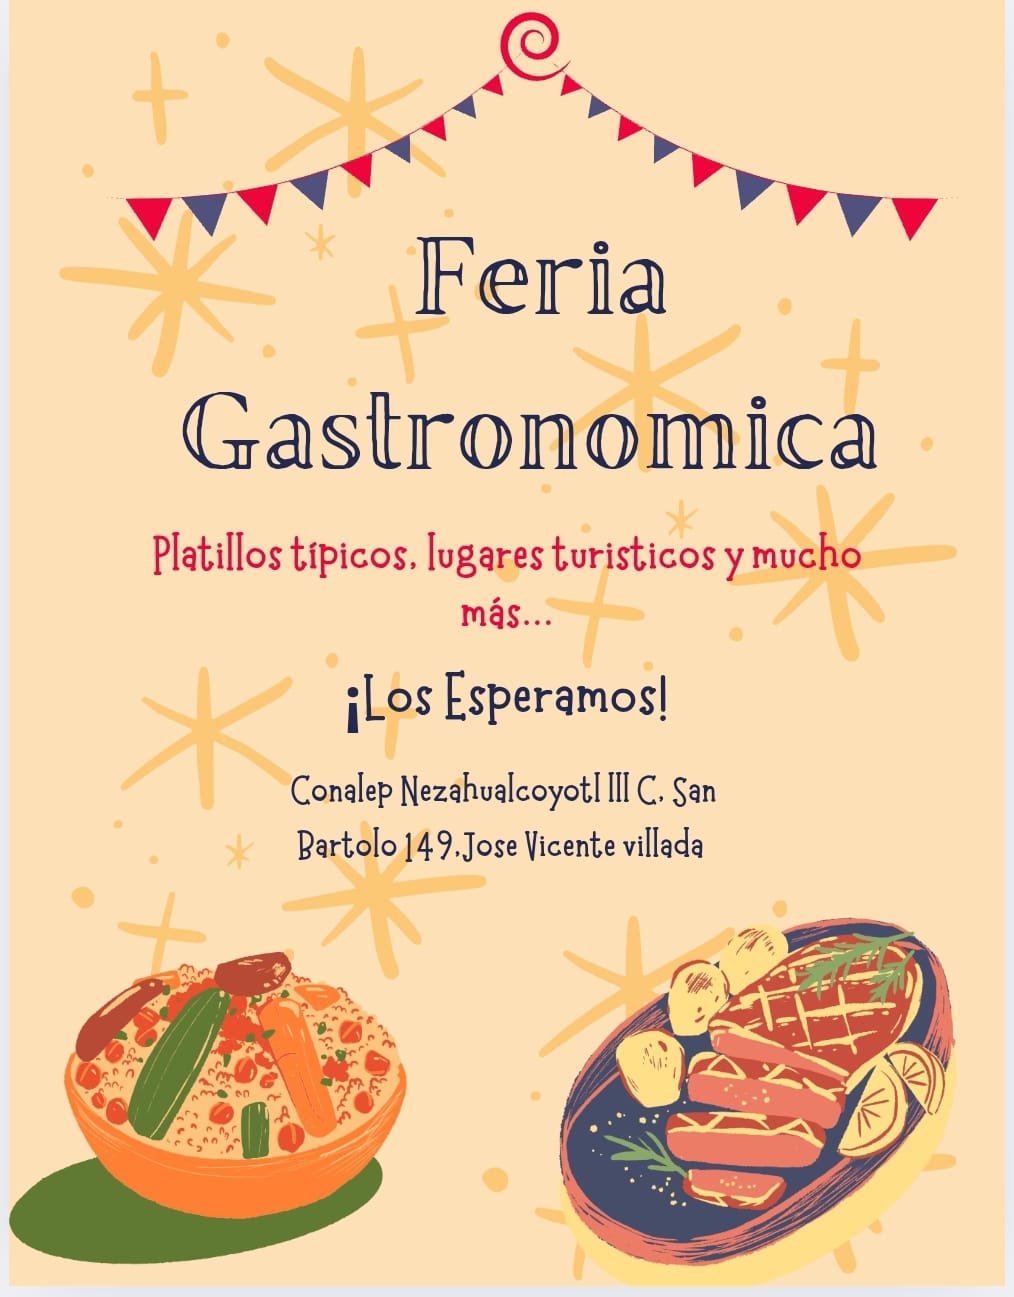 Feria
Gastronomica
Platillos típicos, lugares turisticos y mucho
más...
¡Los Esperamos!
Conalep Nezahualcoyotl III C, San
Bartolo 149,Jose Vicente villada